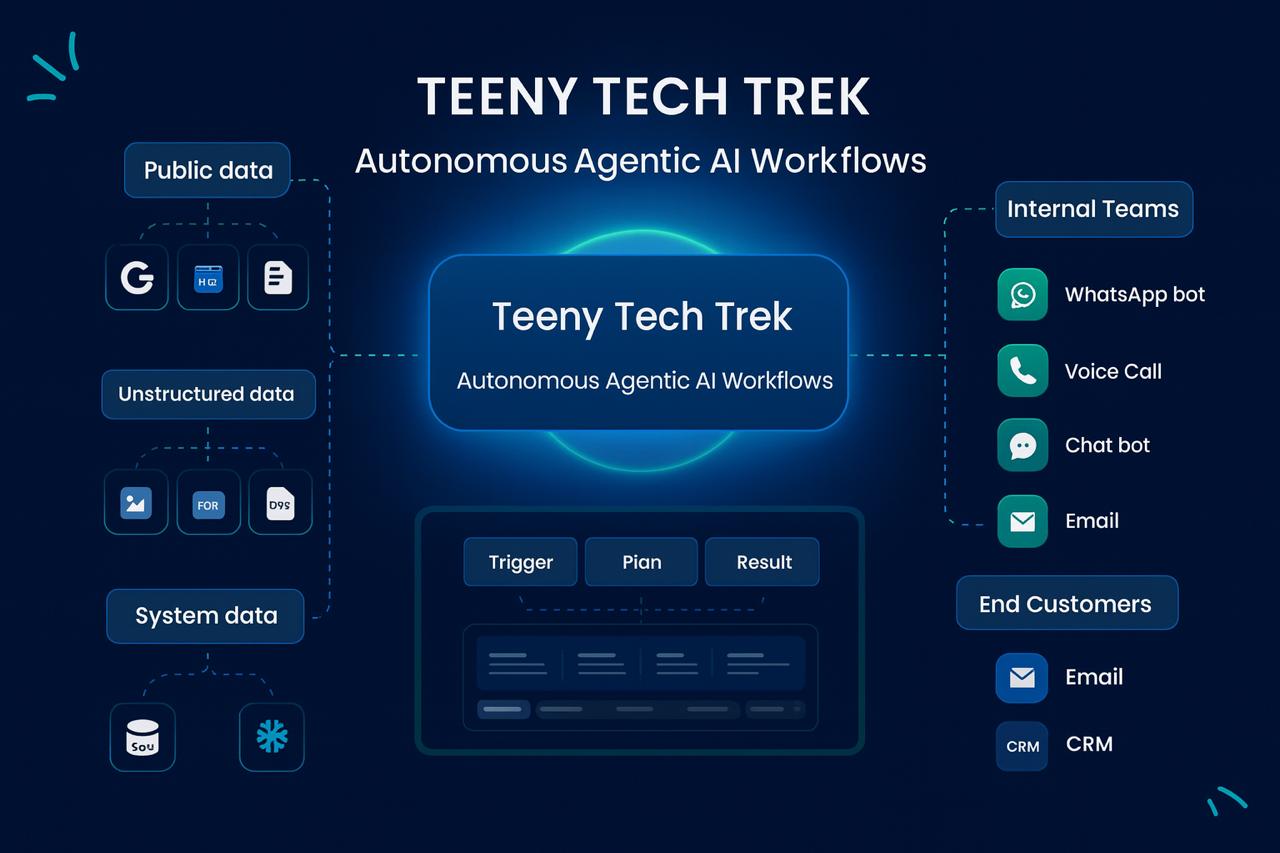 TEENY TECH TREK
Autonomous Agentic AI Workflows
Public data
H Q2
Unstructured data
FOR
D9S
System data
Sou
Teeny Tech Trek
Autonomous Agentic AI Workflows
Trigger
Pian
Result
Internal Teams
WhatsApp bot
Voice Call
Chat bot
Email
End Customers
Email
CRM
CRM